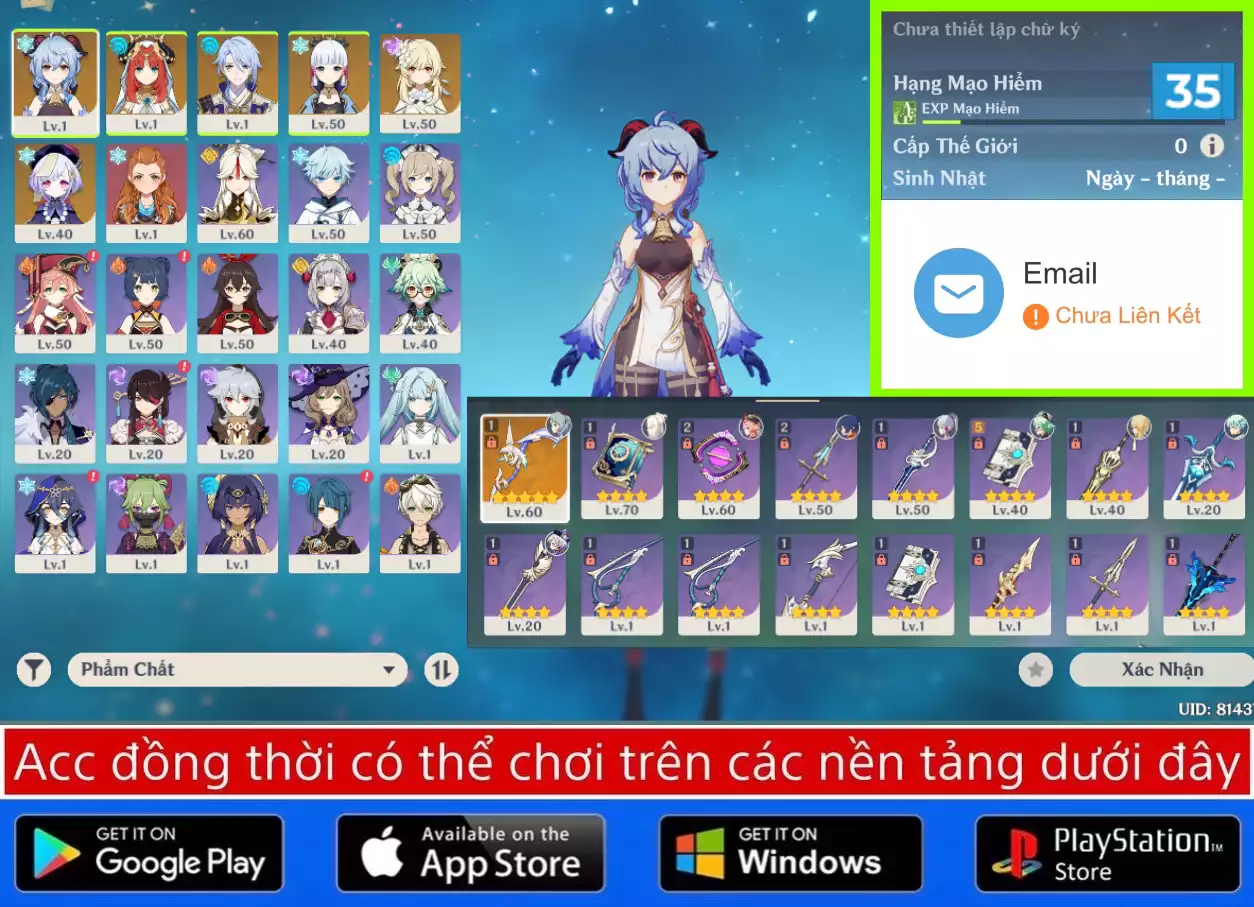 Lv.1
Lv.1
Lv.1
Lv.50
Lv.50
Lv.40
Lv.1
Lv.60
Lv.50
Lv.50
Lv.50
Lv.50
Lv.50
Lv.40
Lv.40
Lv.20
Lv.20
Lv.20
Lv.20
Lv.1
Lv.1
Lv.1
Lv.1
Lv.1
Lv.1
Phẩm Chất
Chưa thiết lập chữ ký
Hạng Mạo Hiểm
35
EXP Mạo Hiểm
Cấp Thế Giới 0
Sinh Nhật Ngày - tháng -
Email
Chưa Liên Kết
1 1 2 2 1 5 1 1
Lv.60 Lv.70 Lv.60 Lv.50 Lv.50 Lv.40 Lv.40 Lv.20
1 1 1 1 1 1 1 1
Lv.20 Lv.1 Lv.1 Lv.1 Lv.1 Lv.1 Lv.1 Lv.1
Xác Nhận
UID: 8143
Acc đồng thời có thể chơi trên các nền tảng dưới đây
GET IT ON
Google Play
Available on the
App Store
GET IT ON
Windows
PlayStation™
Store